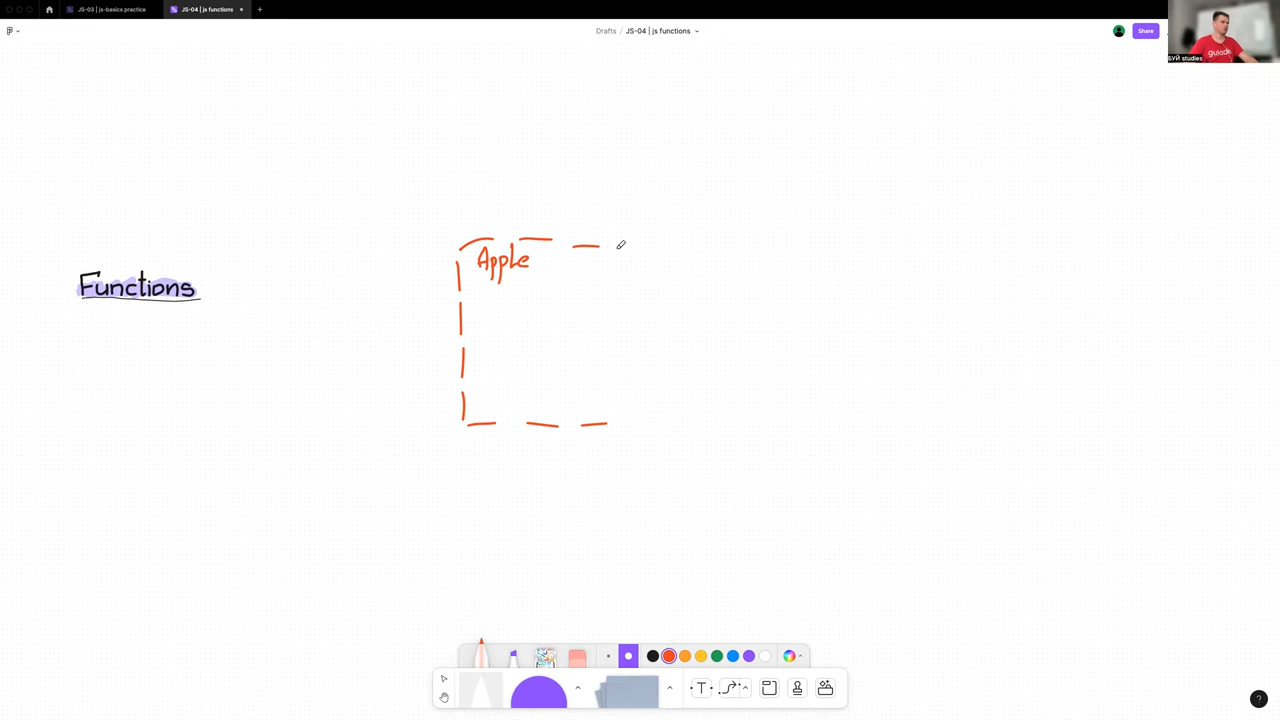 JS-03 | js-basics practice
JS-04 | js functions
Drafts / JS-04 | js functions
Share
guide
БУЙ studies
Apple
Functions
T
?